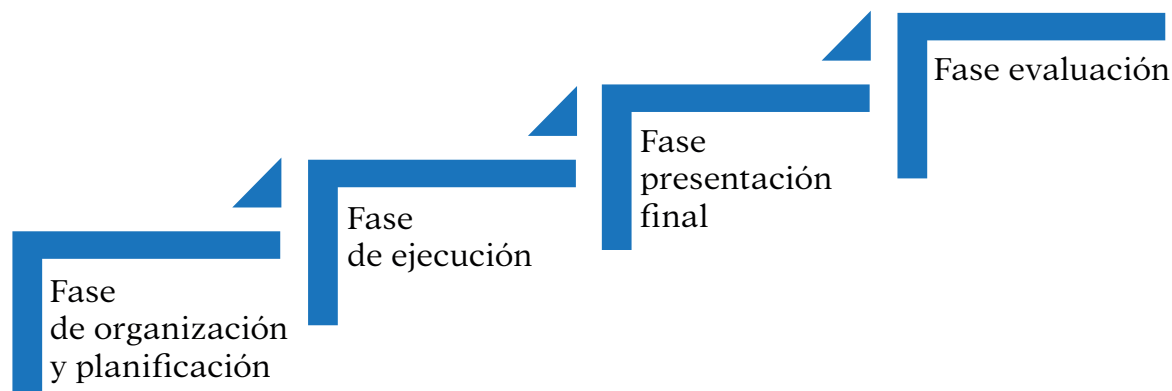 Fase
de organización
y planificación
Fase
de ejecución
Fase
presentación
final
Fase evaluación